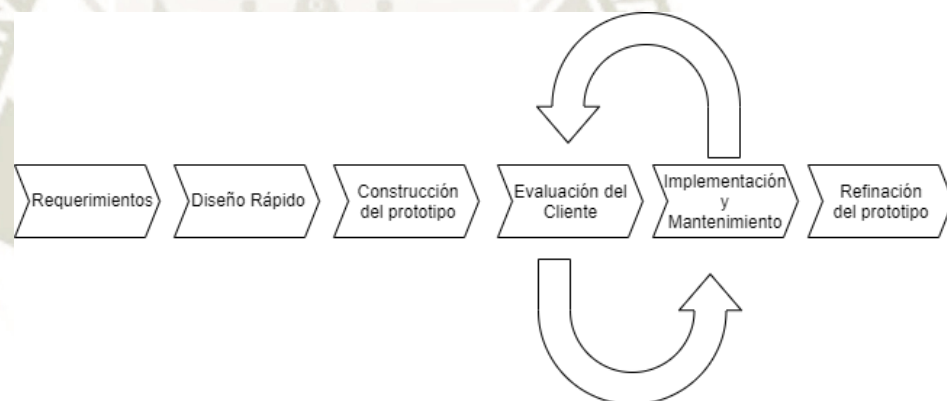 Requerimientos
Diseño Rápido
Construcción
del prototipo
Evaluación del
Cliente
Implementación
y
Mantenimiento
Refinación
del prototipo